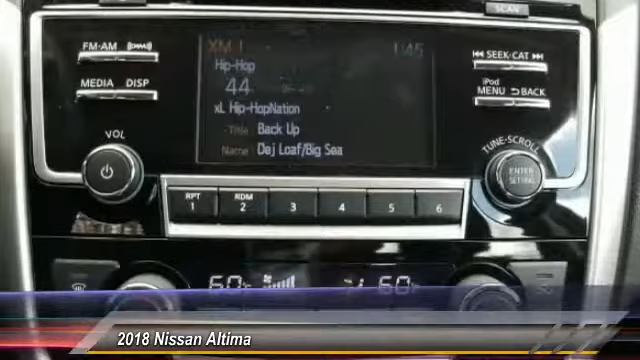 SCAN
FM·AM
SEEK·CAT
MEDIA DISP
iPod
MENU BACK
XM 1 1:45
Hip-Hop
44
xL Hip-HopNation
Title Back Up
Name Dej Loaf/Big Sea
VOL
TUNE·SCROLL
ENTER
SETTING
RPT
1
RDM
2
3
4
5
6
60 60
2018 Nissan Altima